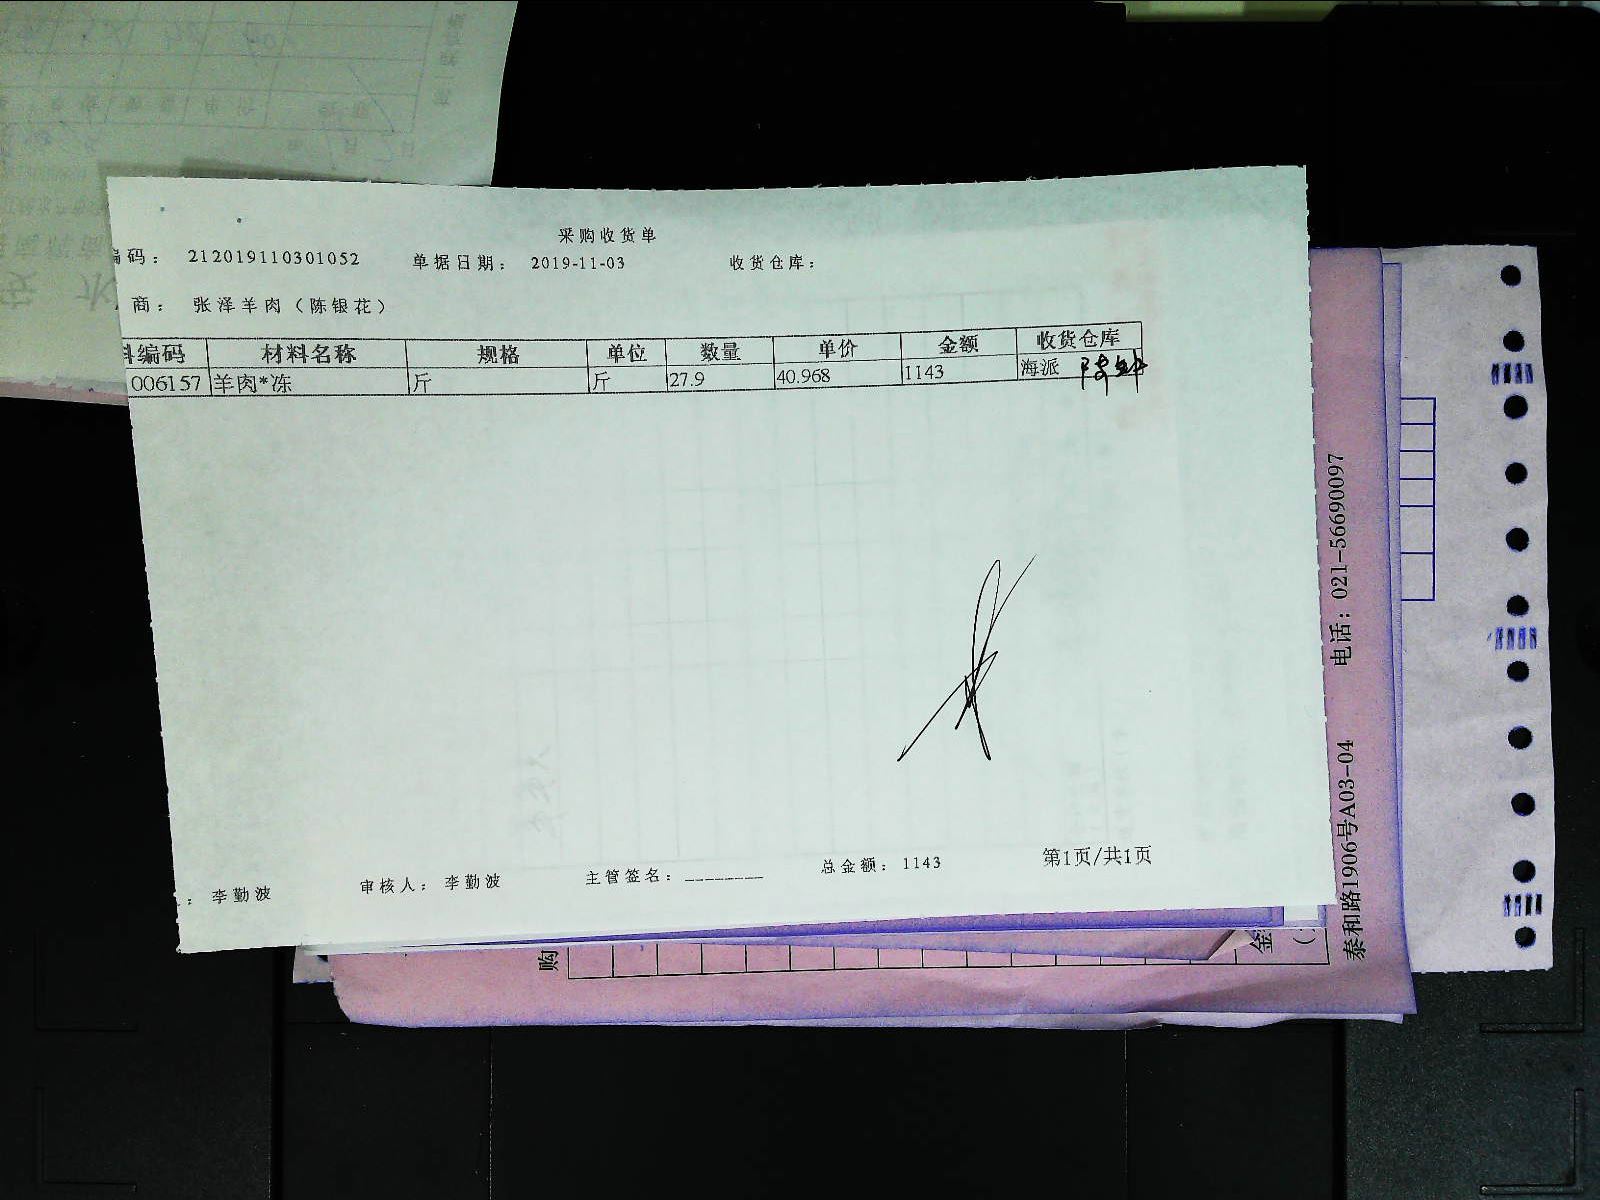 采购收货单
编码： 212019110301052 单据日期： 2019-11-03 收货仓库：
商： 张泽羊肉（陈银花）
料编码 材料名称 规格 单位 数量 单价 金额 收货仓库
006157 羊肉*冻 斤 斤 27.9 40.968 1143 海派
： 李勤波 审核人： 李勤波 主管签名：________ 总金额： 1143 第1页/共1页
电话：021-56690097
泰和路1906号A03-04
购
金